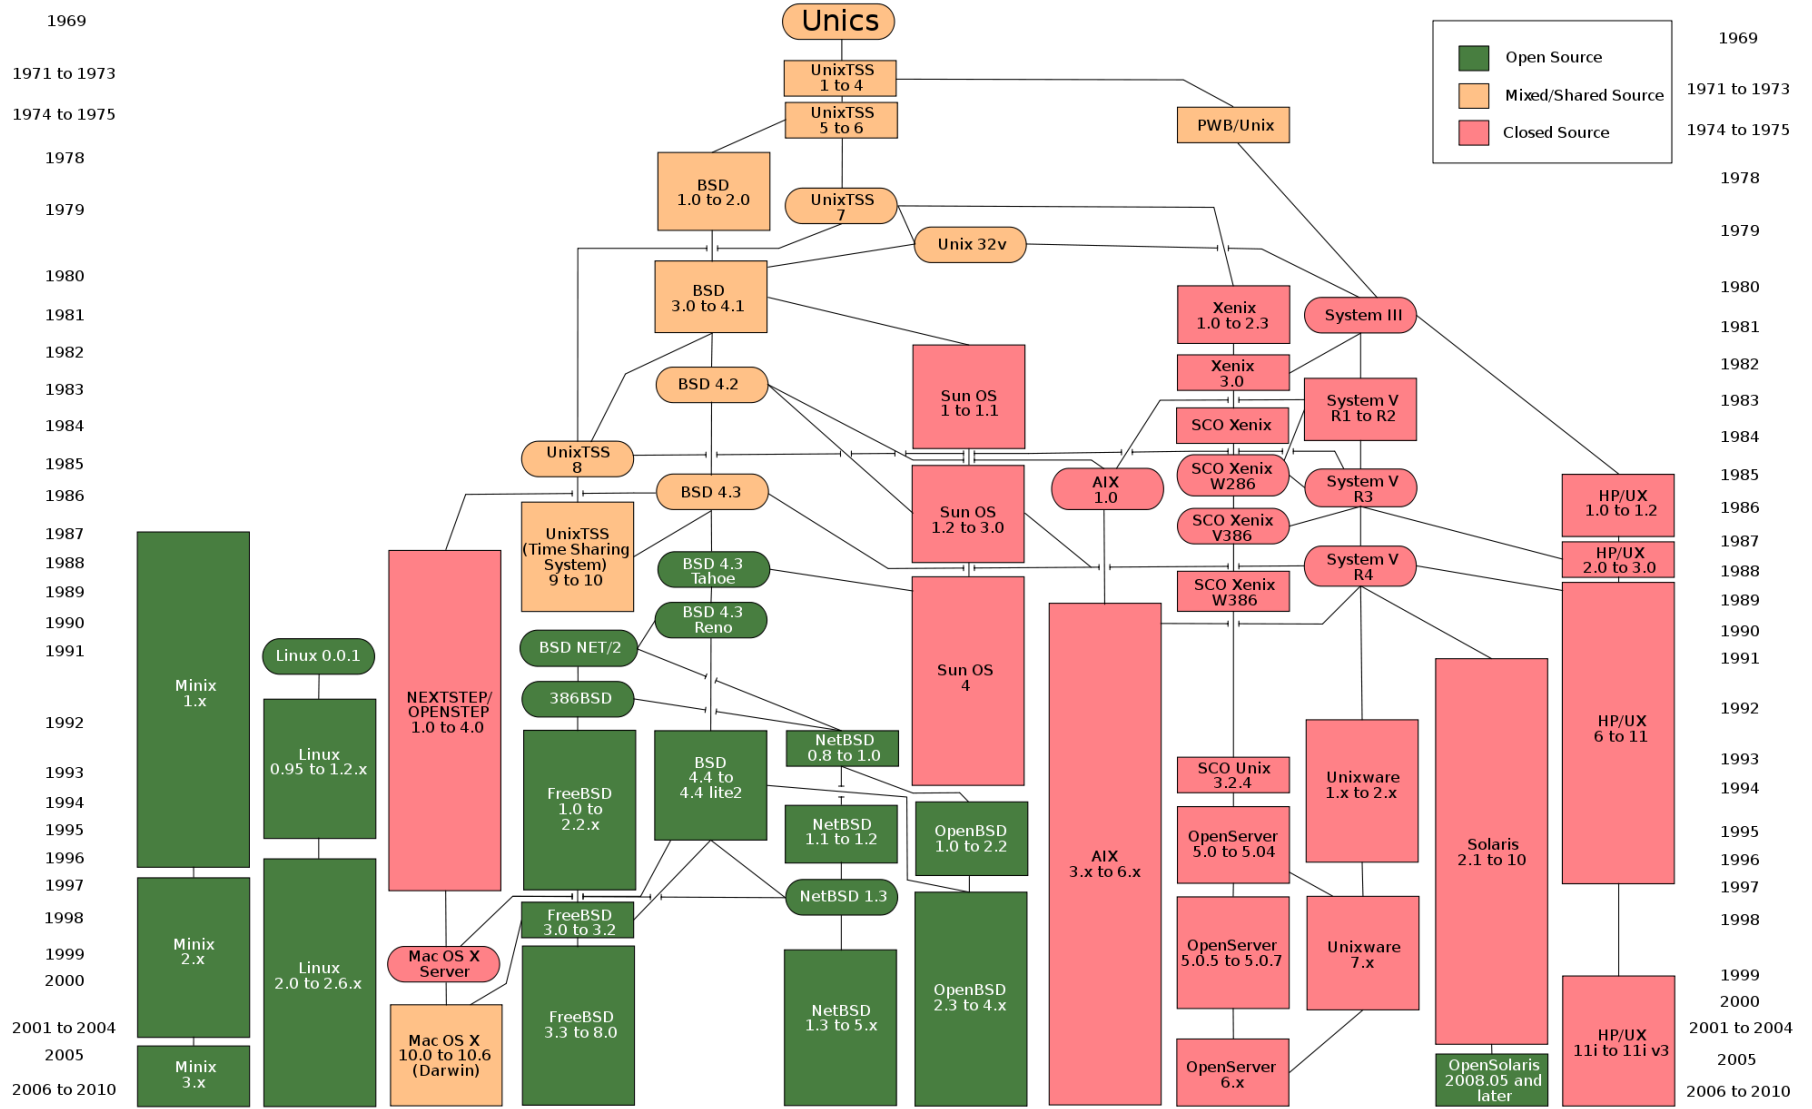 Unics
1969
1969
Open Source
UnixTSS
1 to 4
1971 to 1973
1971 to 1973
Mixed/Shared Source
UnixTSS
5 to 6
1974 to 1975
PWB/Unix
1974 to 1975
Closed Source
1978
1978
BSD
1.0 to 2.0
UnixTSS
7
1979
1979
Unix 32v
1980
1980
BSD
3.0 to 4.1
Xenix
1.0 to 2.3
System III
1981
1981
1982
1982
Xenix
3.0
BSD 4.2
1983
1983
Sun OS
1 to 1.1
System V
R1 to R2
SCO Xenix
1984
1984
UnixTSS
8
1985
1985
SCO Xenix
W286
BSD 4.3
AIX
1.0
System V
R3
1986
1986
HP/UX
1.0 to 1.2
Sun OS
1.2 to 3.0
SCO Xenix
V386
1987
1987
UnixTSS
(Time Sharing
System)
9 to 10
HP/UX
2.0 to 3.0
1988
1988
BSD 4.3
Tahoe
System V
R4
SCO Xenix
W386
1989
1989
BSD 4.3
Reno
1990
1990
BSD NET/2
1991
1991
Linux 0.0.1
Minix
1.x
Sun OS
4
386BSD
NEXTSTEP/
OPENSTEP
1.0 to 4.0
1992
1992
HP/UX
6 to 11
NetBSD
0.8 to 1.0
Linux
0.95 to 1.2.x
BSD
4.4 to
4.4 lite2
1993
1993
SCO Unix
3.2.4
Unixware
1.x to 2.x
FreeBSD
1.0 to
2.2.x
1994
1994
1995
1995
NetBSD
1.1 to 1.2
OpenBSD
1.0 to 2.2
OpenServer
5.0 to 5.04
Solaris
2.1 to 10
AIX
3.x to 6.x
1996
1996
1997
1997
NetBSD 1.3
1998
1998
FreeBSD
3.0 to 3.2
Minix
2.x
OpenServer
5.0.5 to 5.0.7
Unixware
7.x
1999
1999
Mac OS X
Server
Linux
2.0 to 2.6.x
2000
2000
OpenBSD
2.3 to 4.x
FreeBSD
3.3 to 8.0
NetBSD
1.3 to 5.x
2001 to 2004
2001 to 2004
HP/UX
11i to 11i v3
Mac OS X
10.0 to 10.6
(Darwin)
2005
2005
Minix
3.x
OpenServer
6.x
OpenSolaris
2008.05 and
later
2006 to 2010
2006 to 2010